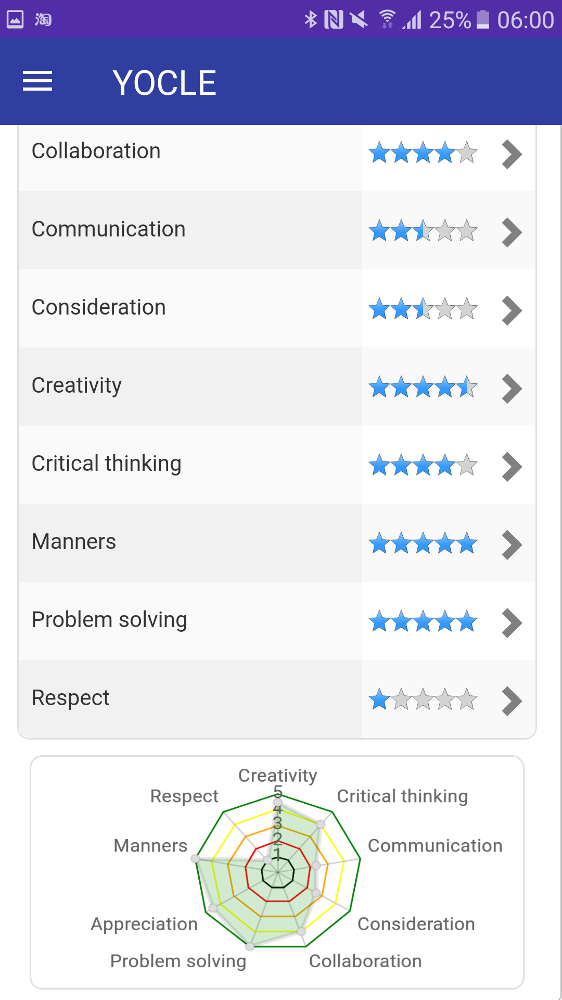 淘 25% 06:00
YOCLE
Collaboration
Communication
Consideration
Creativity
Critical thinking
Manners
Problem solving
Respect
Creativity
Respect
Critical thinking
5
4
3
2
1
Manners
Communication
Appreciation
Consideration
Problem solving
Collaboration